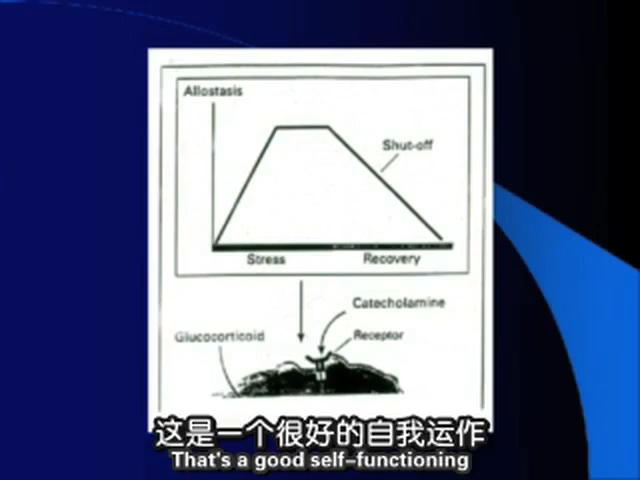 Allostasis
Shut-off
Stress Recovery
Catecholamine
Glucocorticoid
Receptor
这是一个很好的自我运作
That's a good self-functioning